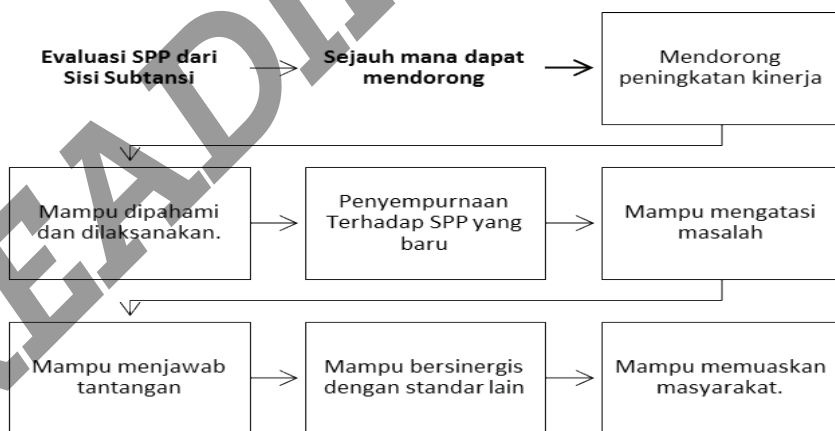 Evaluasi SPP dari
Sisi Subtansi
Sejauh mana dapat
mendorong
Mendorong
peningkatan kinerja
Mampu dipahami
dan dilaksanakan.
Penyempurnaan
Terhadap SPP yang
baru
Mampu mengatasi
masalah
Mampu menjawab
tantangan
Mampu bersinergis
dengan standar lain
Mampu memuaskan
masyarakat.